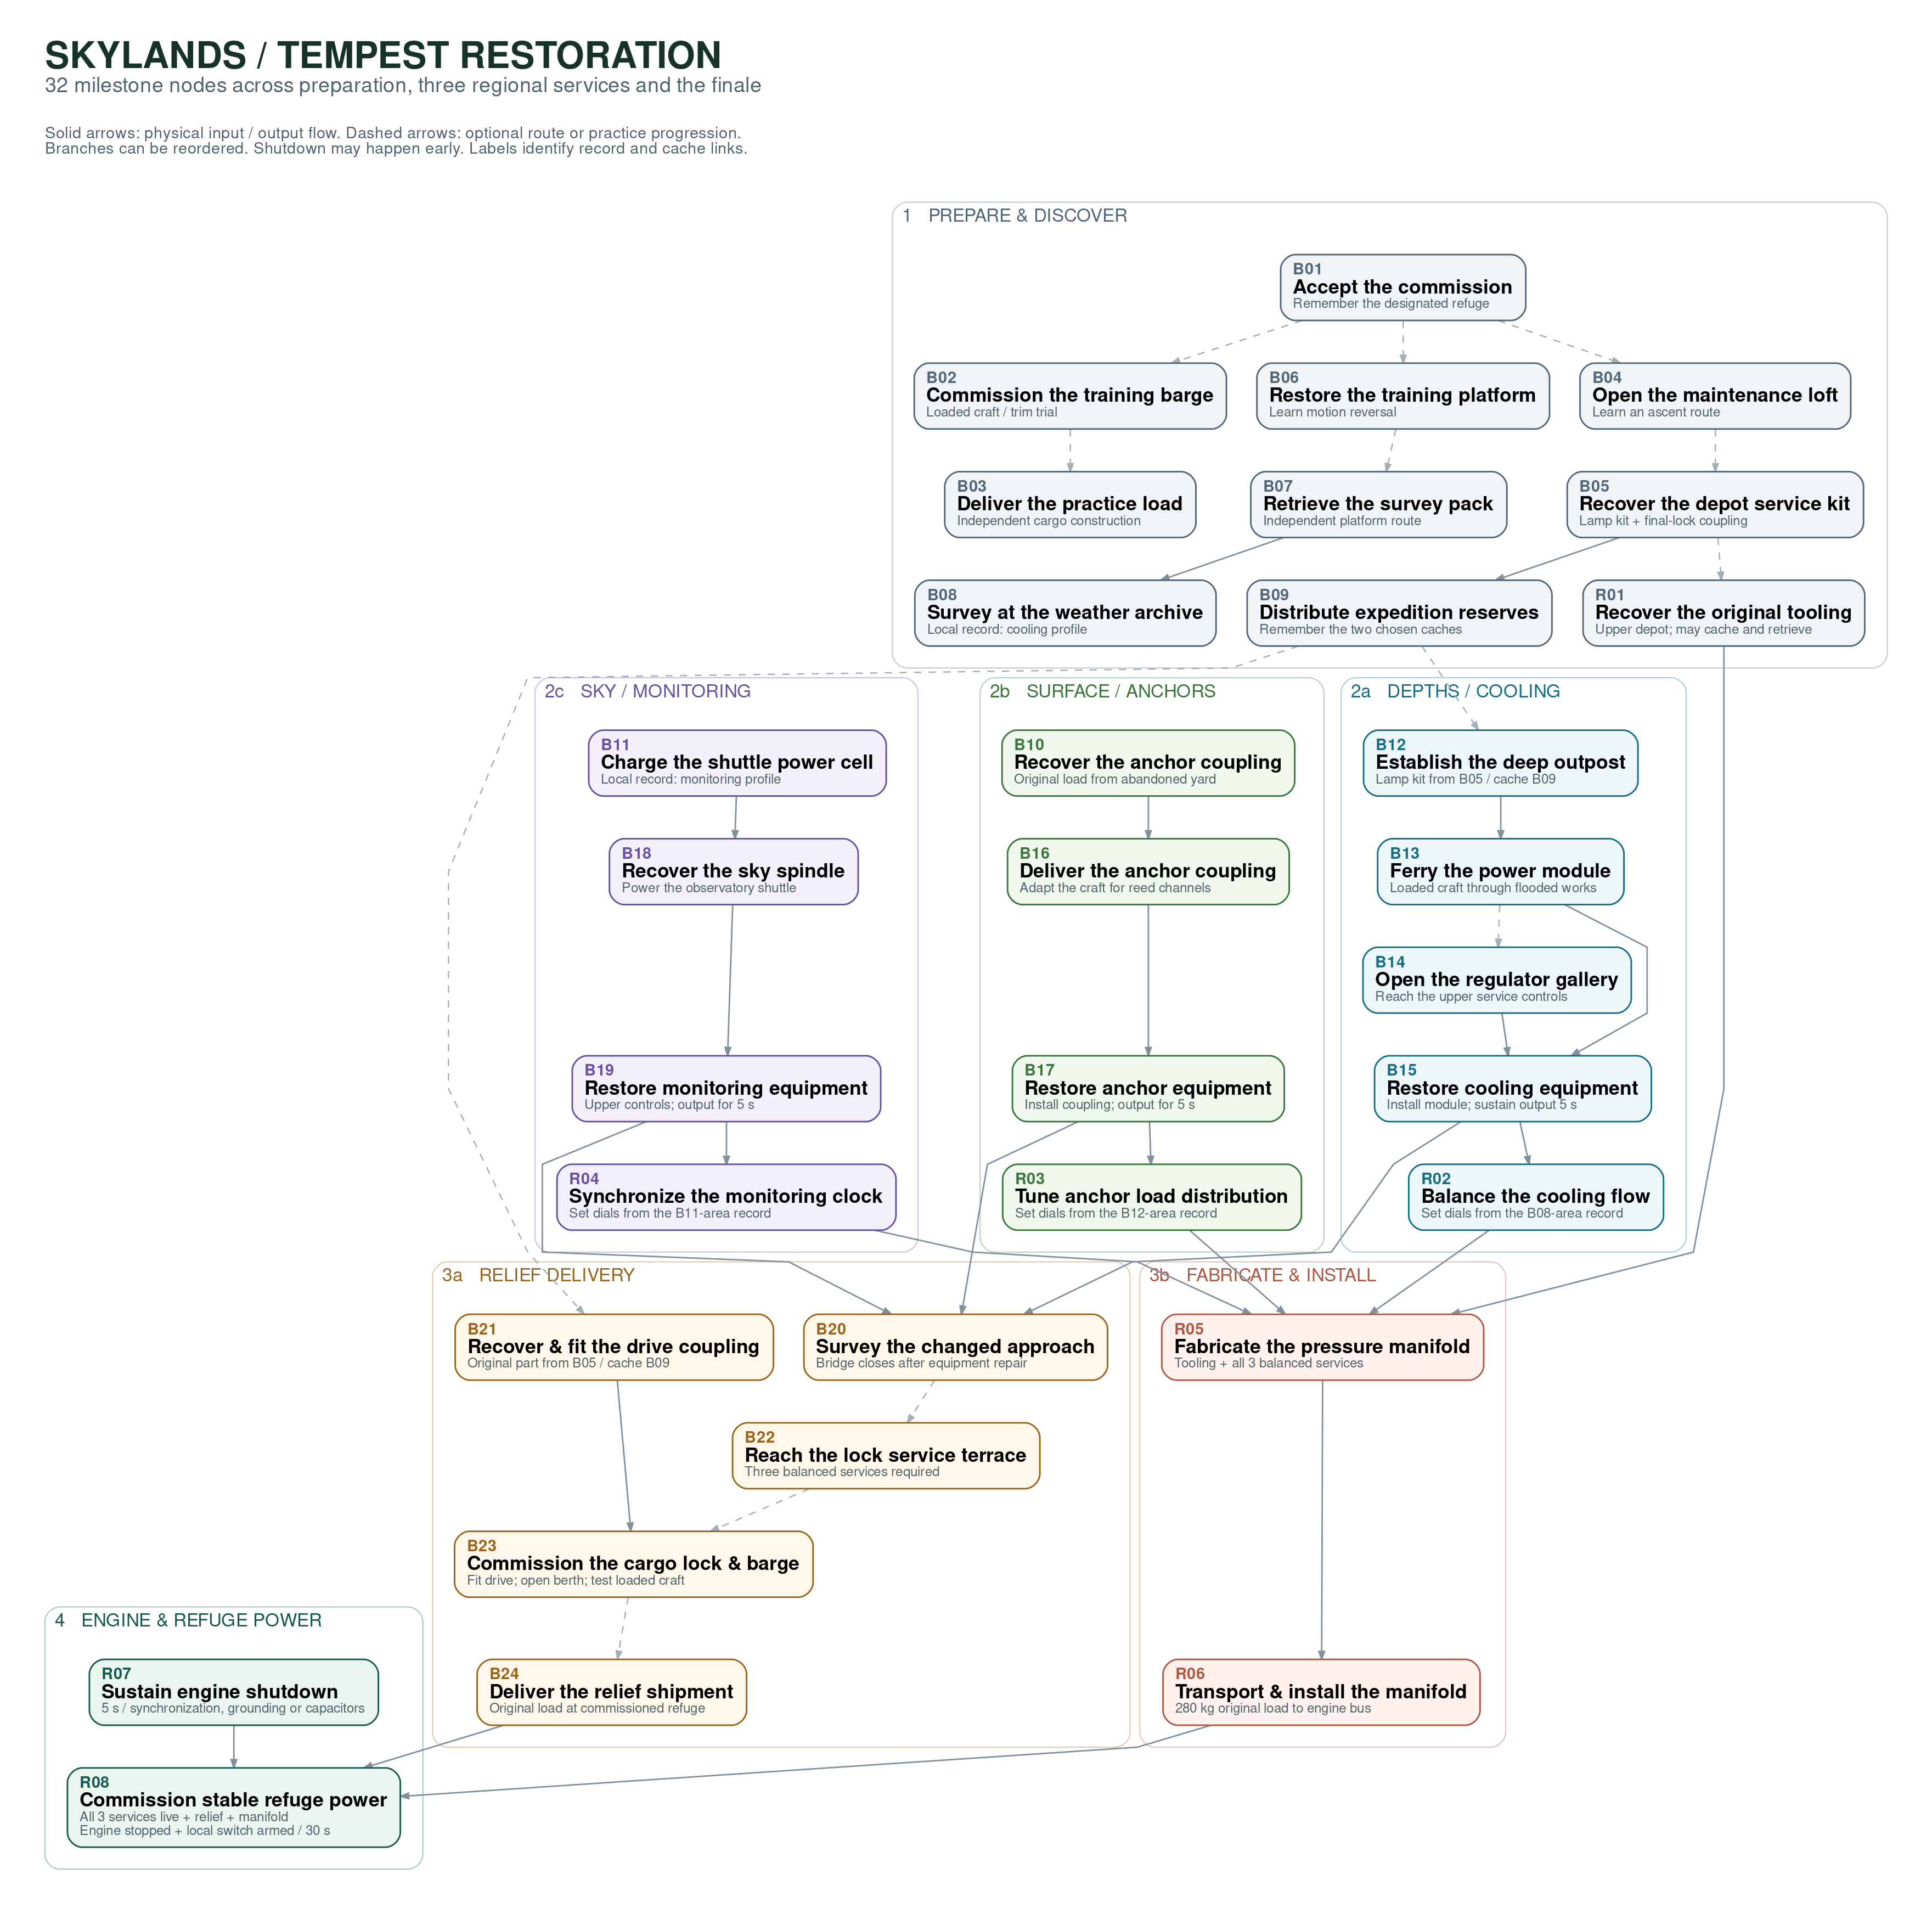 SKYLANDS / TEMPEST RESTORATION
32 milestone nodes across preparation, three regional services and the finale
Solid arrows: physical input / output flow. Dashed arrows: optional route or practice progression.
Branches can be reordered. Shutdown may happen early. Labels identify record and cache links.
1 PREPARE & DISCOVER
B01
Accept the commission
Remember the designated refuge
B02
Commission the training barge
Loaded craft / trim trial
B06
Restore the training platform
Learn motion reversal
B04
Open the maintenance loft
Learn an ascent route
B03
Deliver the practice load
Independent cargo construction
B07
Retrieve the survey pack
Independent platform route
B05
Recover the depot service kit
Lamp kit + final-lock coupling
B08
Survey at the weather archive
Local record: cooling profile
B09
Distribute expedition reserves
Remember the two chosen caches
R01
Recover the original tooling
Upper depot; may cache and retrieve
2c SKY / MONITORING
B11
Charge the shuttle power cell
Local record: monitoring profile
B18
Recover the sky spindle
Power the observatory shuttle
B19
Restore monitoring equipment
Upper controls; output for 5 s
R04
Synchronize the monitoring clock
Set dials from the B11-area record
2b SURFACE / ANCHORS
B10
Recover the anchor coupling
Original load from abandoned yard
B16
Deliver the anchor coupling
Adapt the craft for reed channels
B17
Restore anchor equipment
Install coupling; output for 5 s
R03
Tune anchor load distribution
Set dials from the B12-area record
2a DEPTHS / COOLING
B12
Establish the deep outpost
Lamp kit from B05 / cache B09
B13
Ferry the power module
Loaded craft through flooded works
B14
Open the regulator gallery
Reach the upper service controls
B15
Restore cooling equipment
Install module; sustain output 5 s
R02
Balance the cooling flow
Set dials from the B08-area record
3a RELIEF DELIVERY
B21
Recover & fit the drive coupling
Original part from B05 / cache B09
B20
Survey the changed approach
Bridge closes after equipment repair
B22
Reach the lock service terrace
Three balanced services required
B23
Commission the cargo lock & barge
Fit drive; open berth; test loaded craft
B24
Deliver the relief shipment
Original load at commissioned refuge
3b FABRICATE & INSTALL
R05
Fabricate the pressure manifold
Tooling + all 3 balanced services
R06
Transport & install the manifold
280 kg original load to engine bus
4 ENGINE & REFUGE POWER
R07
Sustain engine shutdown
5 s / synchronization, grounding or capacitors
R08
Commission stable refuge power
All 3 services live + relief + manifold
Engine stopped + local switch armed / 30 s